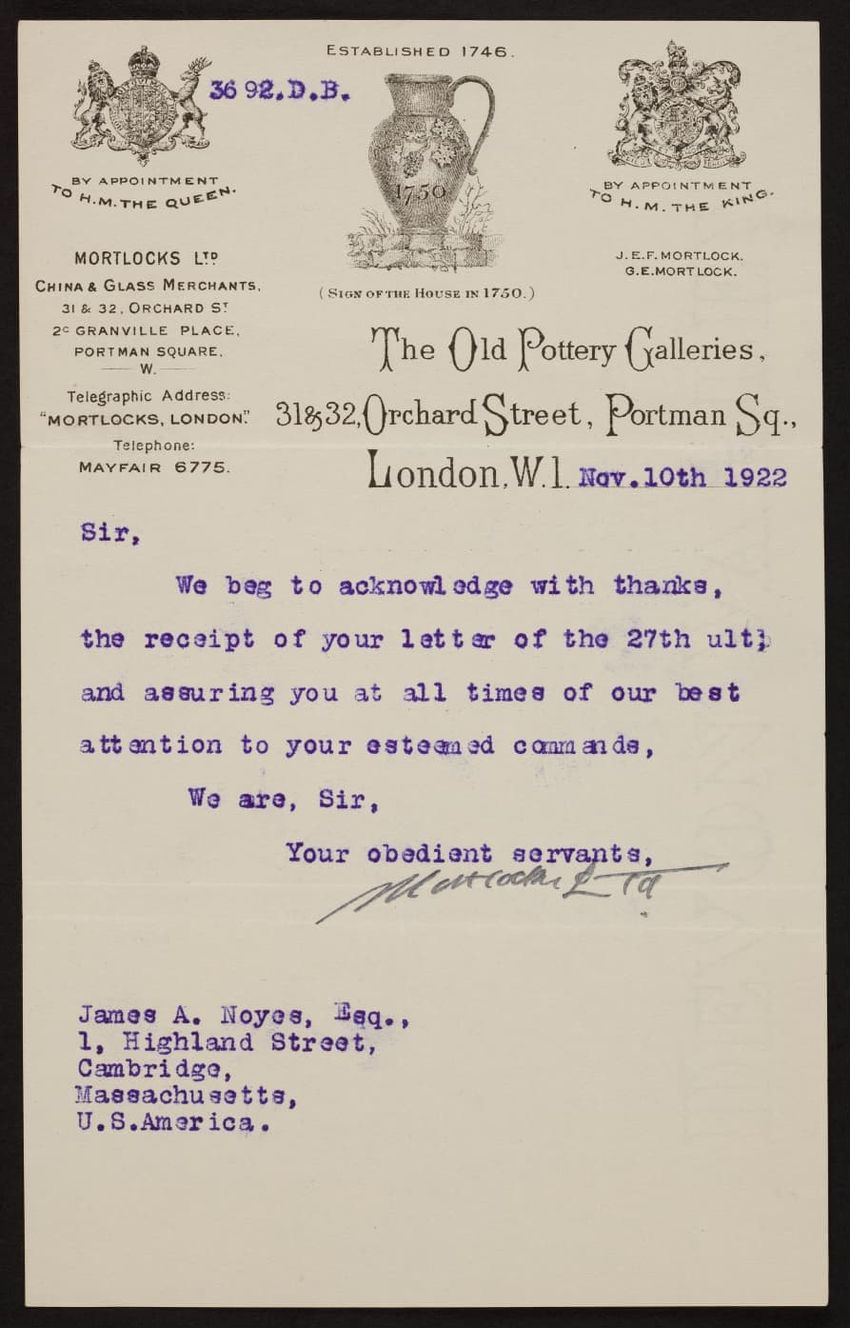 ESTABLISHED 1746.
3692.D.B.
1750
BY APPOINTMENT
TO H.M. THE QUEEN.
BY APPOINTMENT
TO H.M. THE KING.
MORTLOCKS LTD
CHINA & GLASS MERCHANTS,
31 & 32, ORCHARD ST
2c GRANVILLE PLACE,
PORTMAN SQUARE,
W.
Telegraphic Address:
"MORTLOCKS, LONDON."
Telephone:
MAYFAIR 6775.
(SIGN OF THE HOUSE IN 1750.)
J.E.F. MORTLOCK.
G.E. MORTLOCK.
The Old Pottery Galleries,
31&32, Orchard Street, Portman Sq.,
London, W.1. Nov.10th 1922
Sir,
We beg to acknowledge with thanks,
the receipt of your letter of the 27th ult;
and assuring you at all times of our best
attention to your esteemed commands,
We are, Sir,
Your obedient servants,
Mortlocks Ltd
James A. Noyes, Esq.,
1, Highland Street,
Cambridge,
Massachusetts,
U.S.America.